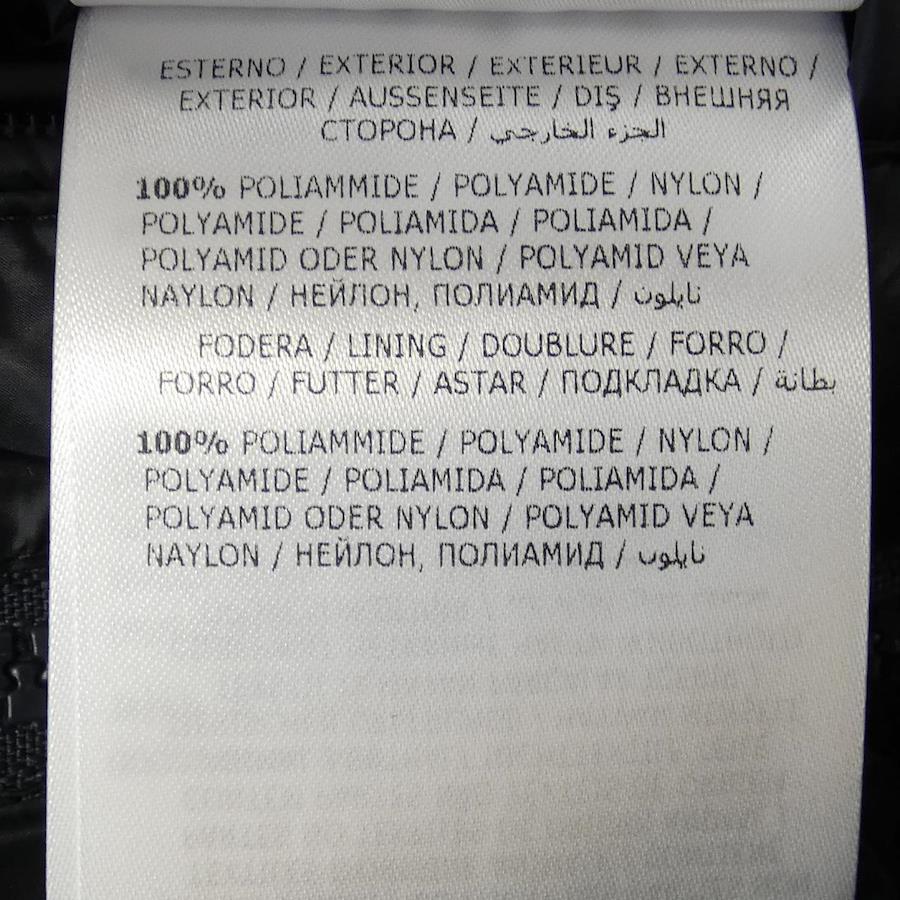 ESTERNO / EXTERIOR / EXTERIEUR / EXTERNO /
EXTERIOR / AUSSENSEITE / DIŞ / ВНЕШНЯЯ
СТОРОНА / الجزء الخارجي
100% POLIAMMIDE / POLYAMIDE / NYLON /
POLYAMIDE / POLIAMIDA / POLIAMIDA /
POLYAMID ODER NYLON / POLYAMID VEYA
NAYLON / НЕЙЛОН, ПОЛИАМИД / نايلون
FODERA / LINING / DOUBLURE / FORRO /
FORRO / FUTTER / ASTAR / ПОДКЛАДКА / بطانة
100% POLIAMMIDE / POLYAMIDE / NYLON /
POLYAMIDE / POLIAMIDA / POLIAMIDA /
POLYAMID ODER NYLON / POLYAMID VEYA
NAYLON / НЕЙЛОН, ПОЛИАМИД / نايلون